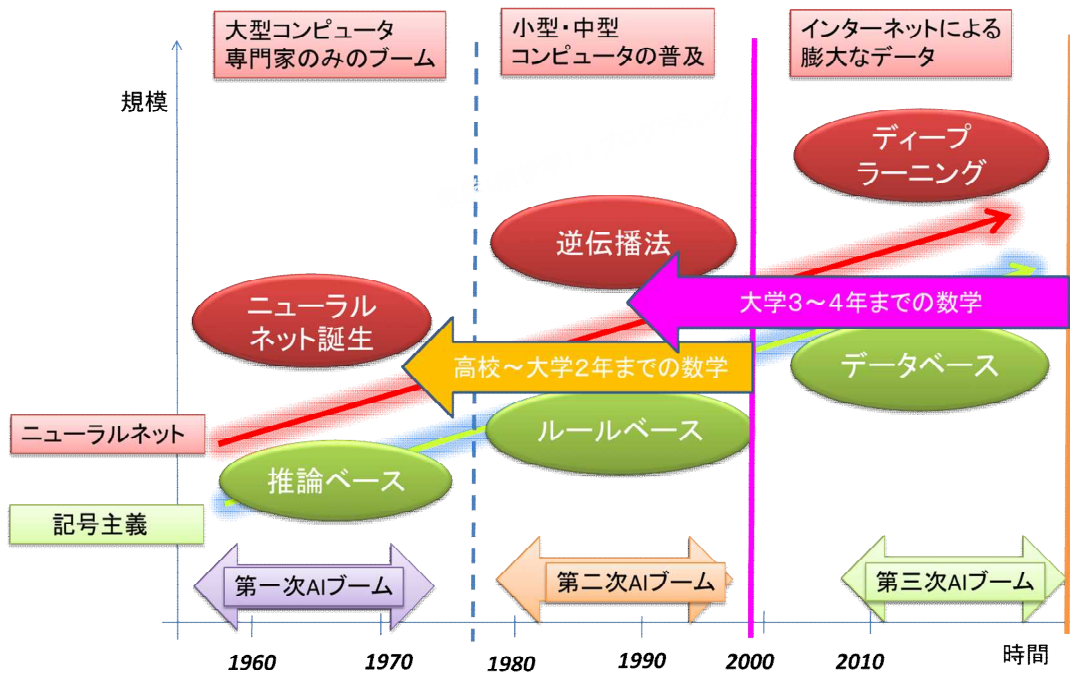 大型コンピュータ
専門家のみのブーム
小型・中型
コンピュータの普及
インターネットによる
膨大なデータ
規模
ディープ
ラーニング
逆伝播法
ニューラル
ネット誕生
大学3～4年までの数学
高校～大学2年までの数学
データベース
ルールベース
ニューラルネット
推論ベース
記号主義
第一次AIブーム
第二次AIブーム
第三次AIブーム
1960
1970
1980
1990
2000
2010
時間